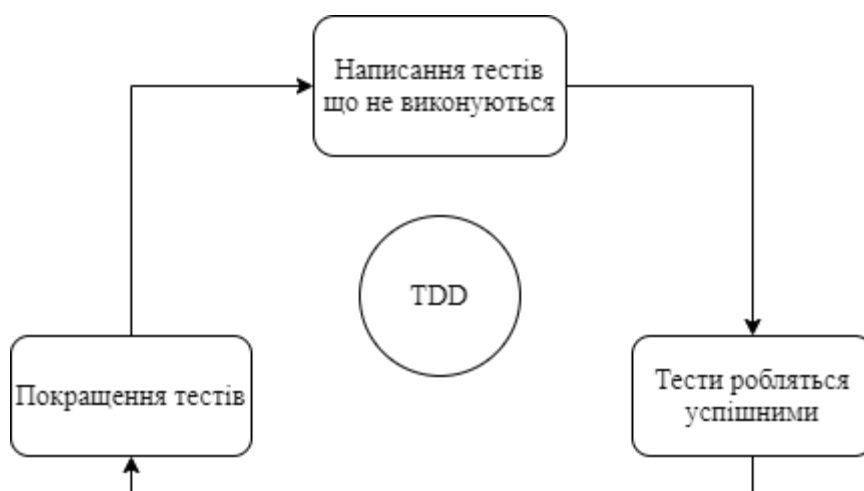 Написання тестів
що не виконуються
TDD
Покращення тестів
Тести робляться
успішними